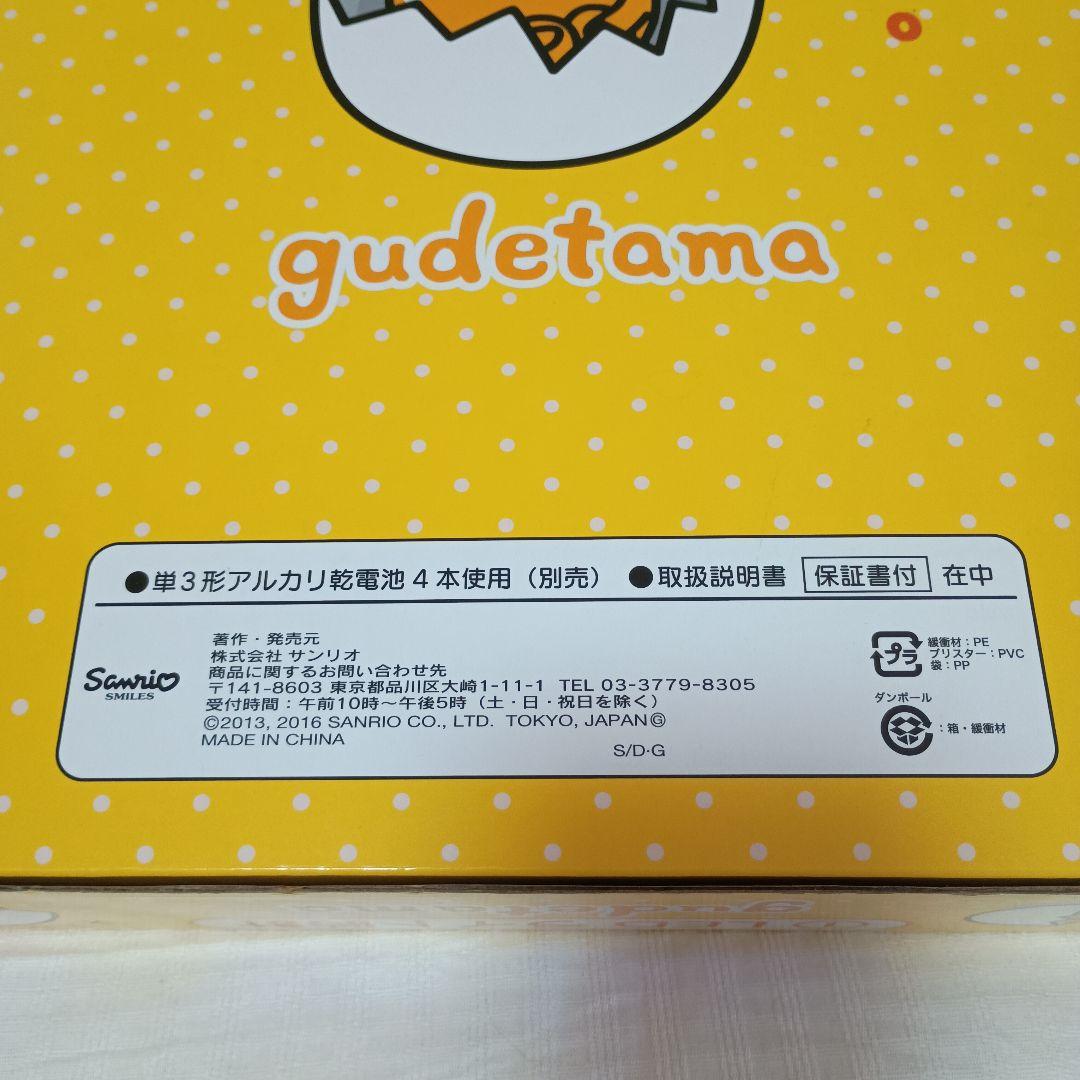 gudetama
●単3形アルカリ乾電池4本使用（別売） ●取扱説明書 保証書付 在中
著作・発売元
株式会社 サンリオ
商品に関するお問い合わせ先
〒141-8603 東京都品川区大崎1-11-1 TEL 03-3779-8305
受付時間：午前10時～午後5時（土・日・祝日を除く）
©2013, 2016 SANRIO CO., LTD. TOKYO, JAPAN Ⓖ
MADE IN CHINA
S/D·G
Sanrio
SMILES
プラ
緩衝材：PE
ブリスター：PVC
袋：PP
ダンボール
：箱・緩衝材